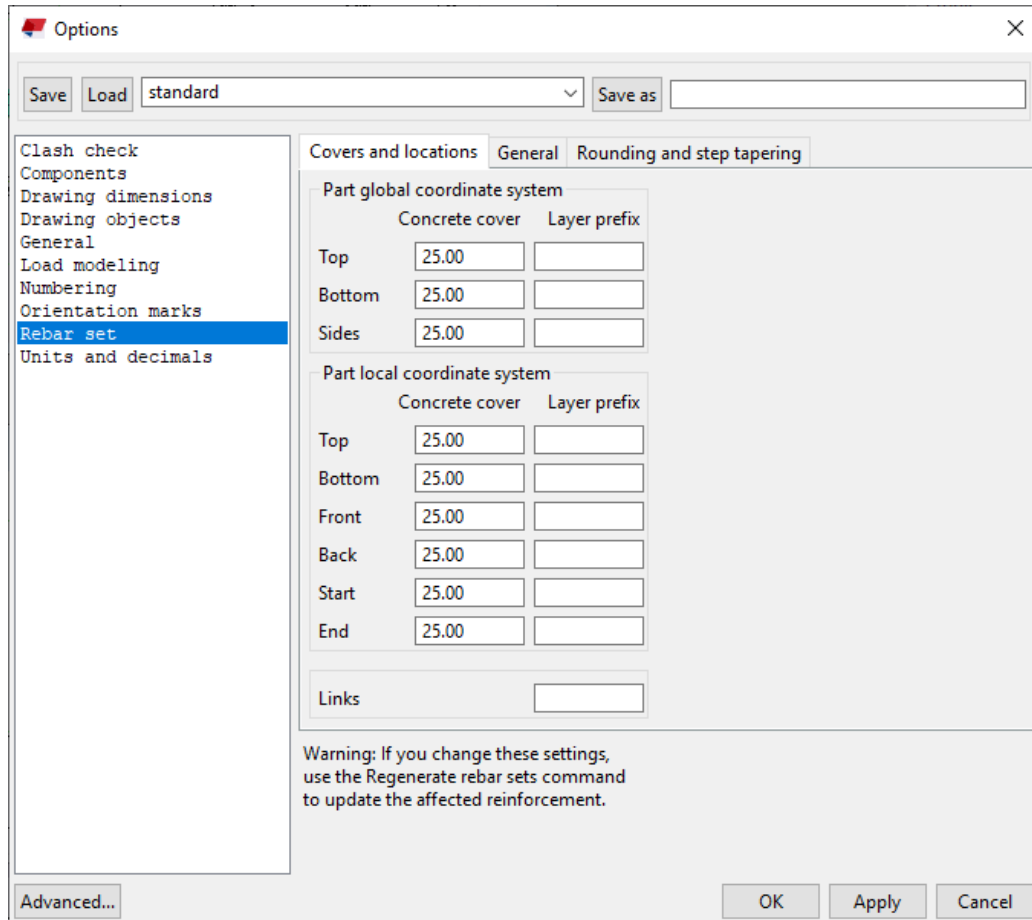 Options
Save Load standard Save as
Clash check
Components
Drawing dimensions
Drawing objects
General
Load modeling
Numbering
Orientation marks
Rebar set
Units and decimals
Covers and locations General Rounding and step tapering
Part global coordinate system
Concrete cover Layer prefix
Top 25.00
Bottom 25.00
Sides 25.00
Part local coordinate system
Concrete cover Layer prefix
Top 25.00
Bottom 25.00
Front 25.00
Back 25.00
Start 25.00
End 25.00
Links
Warning: If you change these settings,
use the Regenerate rebar sets command
to update the affected reinforcement.
Advanced... OK Apply Cancel